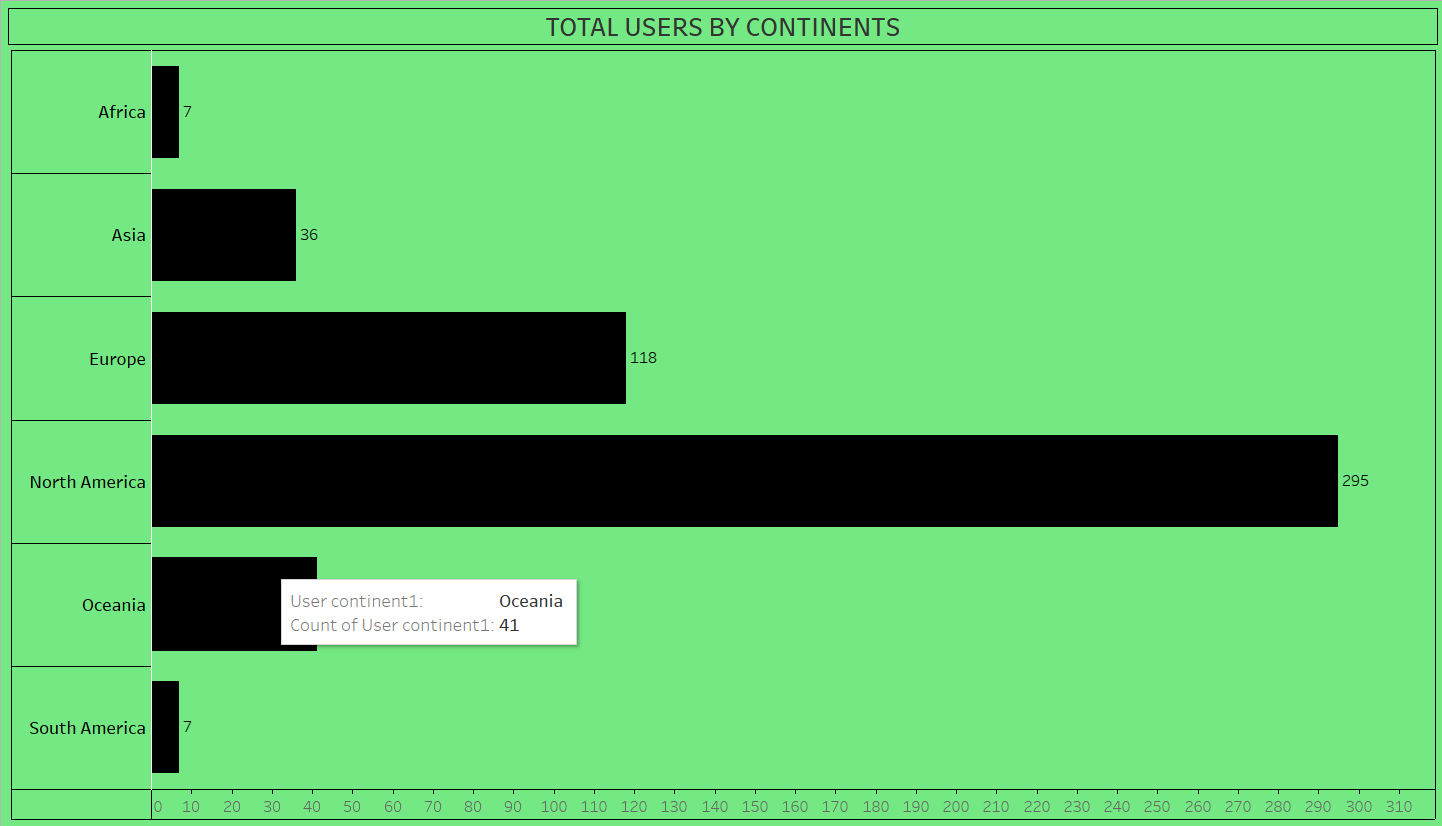 TOTAL USERS BY CONTINENTS
Africa 7
Asia 36
Europe 118
North America 295
Oceania
User continent1: Oceania
Count of User continent1: 41
South America 7
0 10 20 30 40 50 60 70 80 90 100 110 120 130 140 150 160 170 180 190 200 210 220 230 240 250 260 270 280 290 300 310